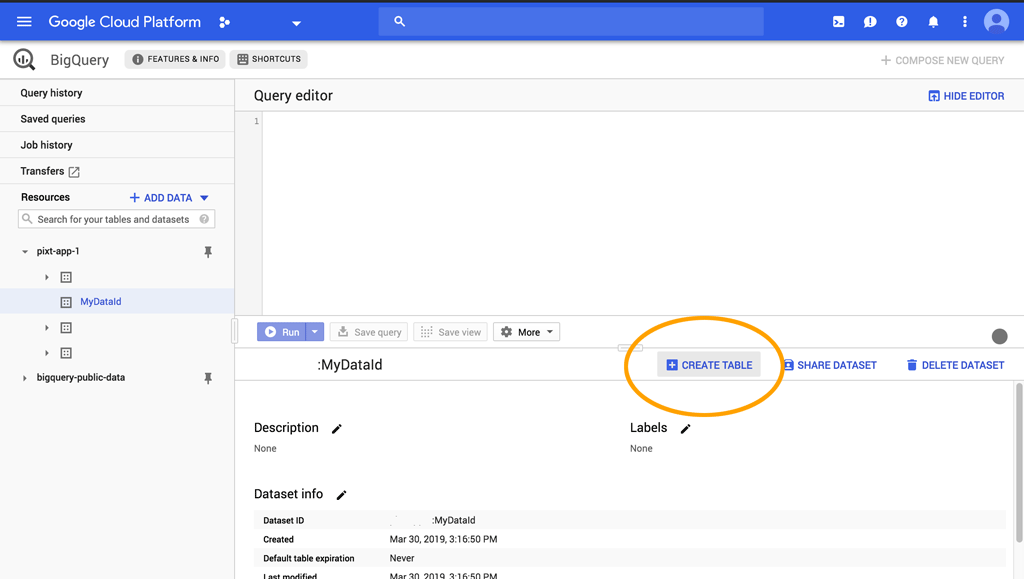 Google Cloud Platform
BigQuery
FEATURES & INFO
SHORTCUTS
COMPOSE NEW QUERY
Query history
Saved queries
Job history
Transfers
Resources
ADD DATA
Search for your tables and datasets
pixt-app-1
MyDataId
bigquery-public-data
Query editor
HIDE EDITOR
1
Run
Save query
Save view
More
:MyDataId
CREATE TABLE
SHARE DATASET
DELETE DATASET
Description
None
Labels
None
Dataset info
Dataset ID :MyDataId
Created Mar 30, 2019, 3:16:50 PM
Default table expiration Never
Last modified Mar 30, 2019, 3:16:50 PM